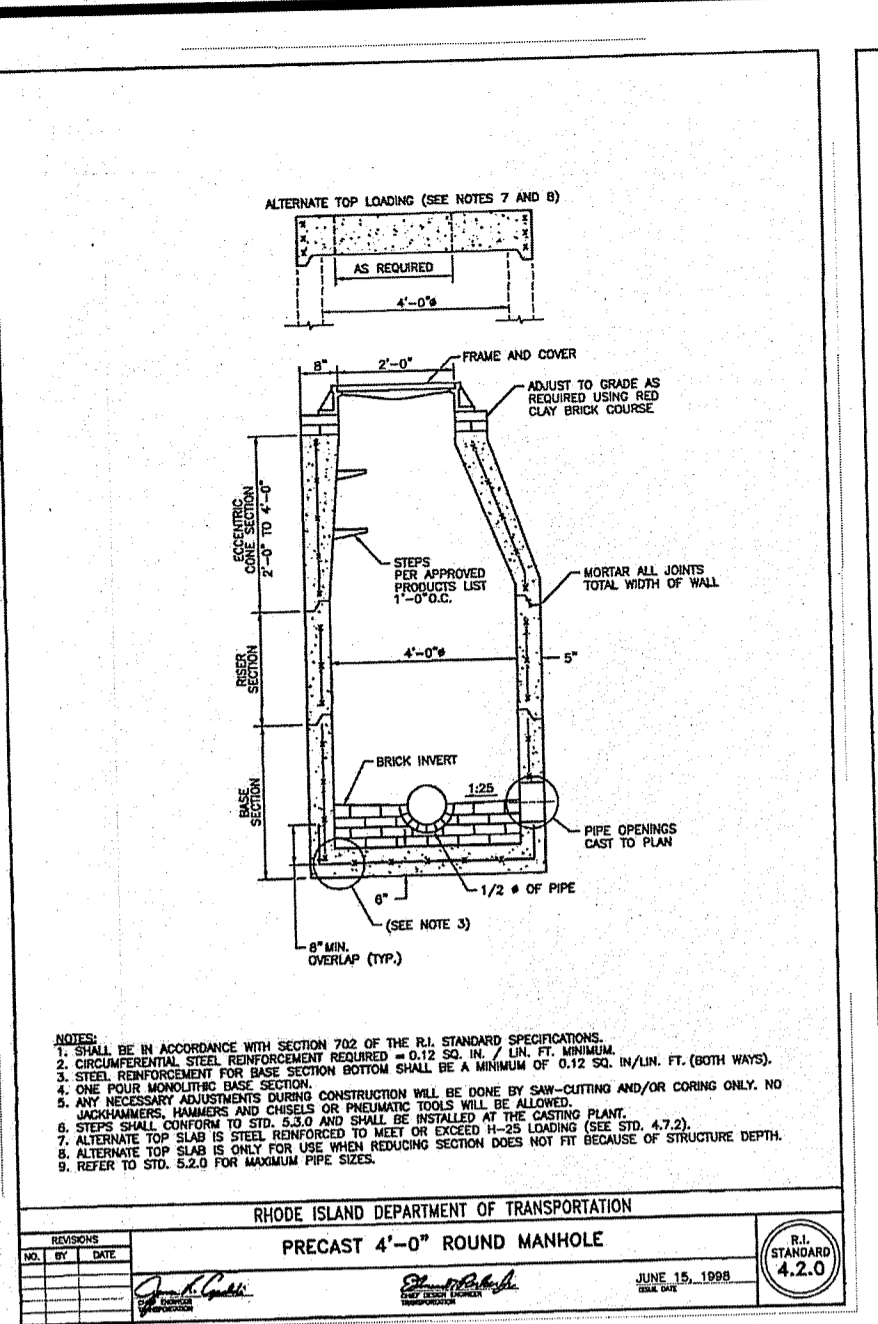 ALTERNATE TOP LOADING (SEE NOTES 7 AND 8)
AS REQUIRED
4'-0"ø
8"
2'-0"
FRAME AND COVER
ADJUST TO GRADE AS
REQUIRED USING RED
CLAY BRICK COURSE
ECCENTRIC
CONE SECTION
2'-0" TO 4'-0"
STEPS
PER APPROVED
PRODUCTS LIST
1'-0"O.C.
MORTAR ALL JOINTS
TOTAL WIDTH OF WALL
RISER
SECTION
4'-0"ø
5"
BASE
SECTION
BRICK INVERT
1:25
PIPE OPENINGS
CAST TO PLAN
6"
1/2 ø OF PIPE
(SEE NOTE 3)
8" MIN.
OVERLAP (TYP.)
NOTES:
1. SHALL BE IN ACCORDANCE WITH SECTION 702 OF THE R.I. STANDARD SPECIFICATIONS.
2. CIRCUMFERENTIAL STEEL REINFORCEMENT REQUIRED = 0.12 SQ. IN. / LIN. FT. MINIMUM.
3. STEEL REINFORCEMENT FOR BASE SECTION BOTTOM SHALL BE A MINIMUM OF 0.12 SQ. IN/LIN. FT. (BOTH WAYS).
4. ONE POUR MONOLITHIC BASE SECTION.
5. ANY NECESSARY ADJUSTMENTS DURING CONSTRUCTION WILL BE DONE BY SAW-CUTTING AND/OR CORING ONLY. NO
JACKHAMMERS, HAMMERS AND CHISELS OR PNEUMATIC TOOLS WILL BE ALLOWED.
6. STEPS SHALL CONFORM TO STD. 5.3.0 AND SHALL BE INSTALLED AT THE CASTING PLANT.
7. ALTERNATE TOP SLAB IS STEEL REINFORCED TO MEET OR EXCEED H-25 LOADING (SEE STD. 4.7.2).
8. ALTERNATE TOP SLAB IS ONLY FOR USE WHEN REDUCING SECTION DOES NOT FIT BECAUSE OF STRUCTURE DEPTH.
9. REFER TO STD. 5.2.0 FOR MAXIMUM PIPE SIZES.
RHODE ISLAND DEPARTMENT OF TRANSPORTATION
REVISIONS
NO. BY DATE
PRECAST 4'-0" ROUND MANHOLE
CHIEF ENGINEER
TRANSPORTATION
CHIEF DESIGN ENGINEER
TRANSPORTATION
JUNE 15, 1998
ISSUE DATE
R.I.
STANDARD
4.2.0